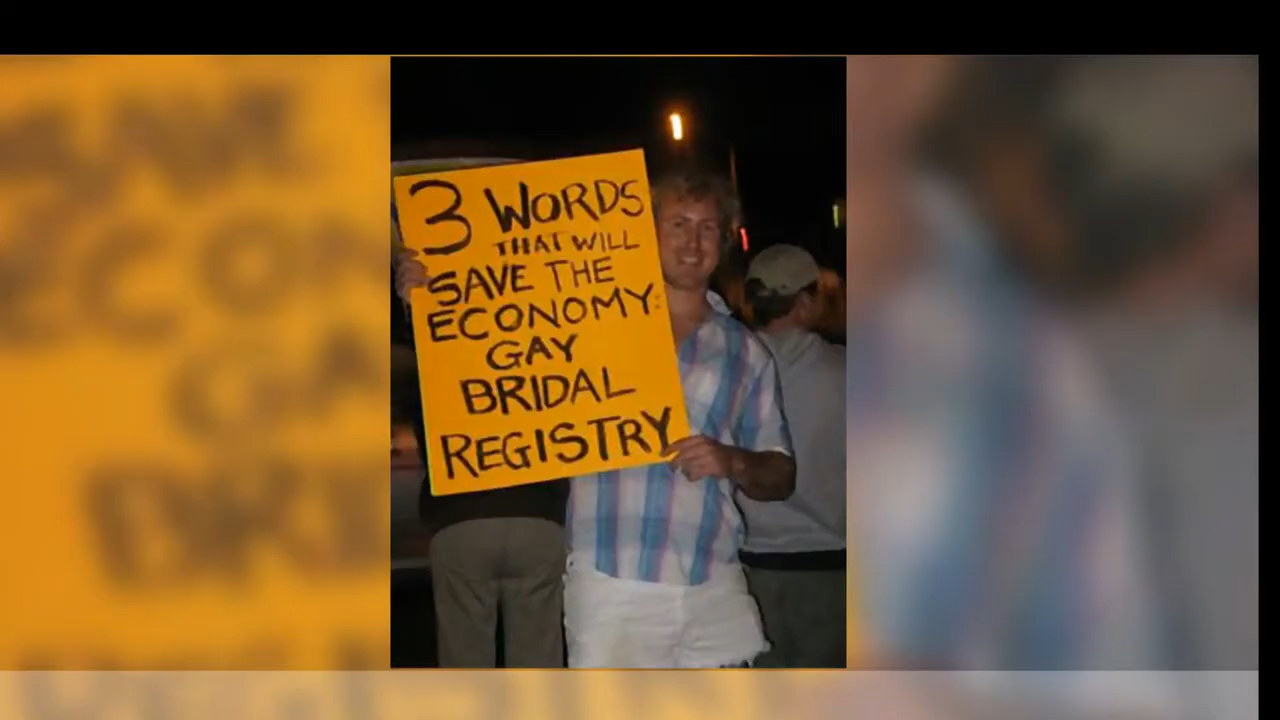 3 WORDS
THAT WILL
SAVE THE
ECONOMY:
GAY
BRIDAL
REGISTRY